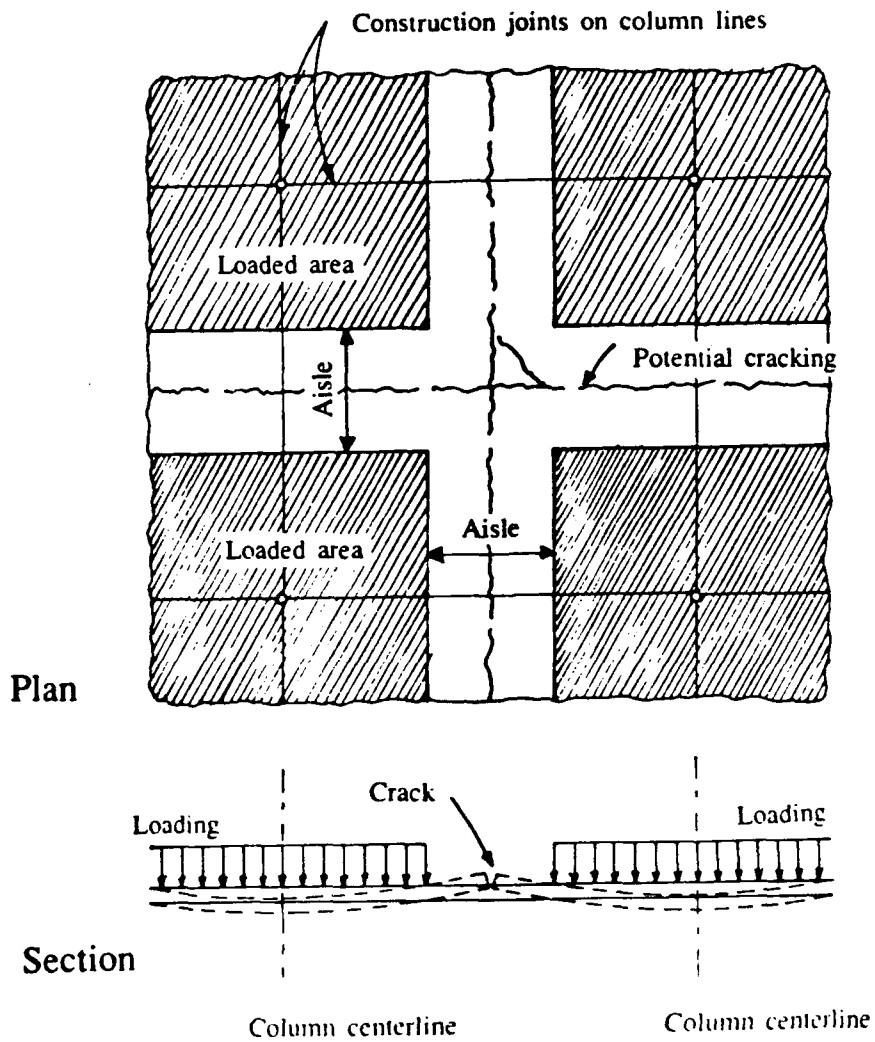 Construction joints on column lines
Loaded area
Potential cracking
Aisle
Aisle
Loaded area
Plan
Crack
Loading
Loading
Section
Column centerline
Column centerline